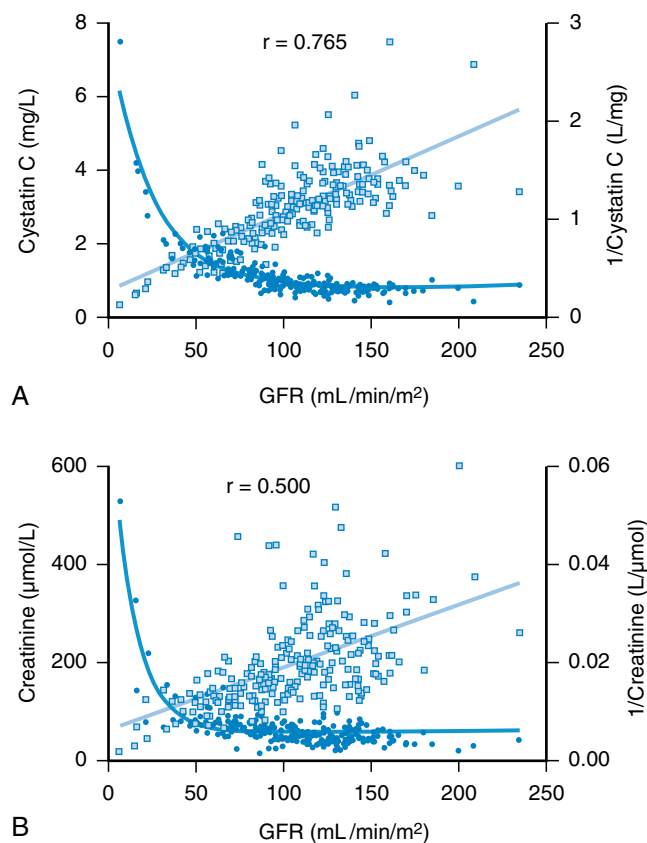 8
6
4
2
0
Cystatin C (mg/L)
r = 0.765
3
2
1
0
1/Cystatin C (L/mg)
0 50 100 150 200 250
GFR (mL/min/m²)
A
600
400
200
0
Creatinine (μmol/L)
r = 0.500
0.06
0.04
0.02
0.00
1/Creatinine (L/μmol)
0 50 100 150 200 250
GFR (mL/min/m²)
B